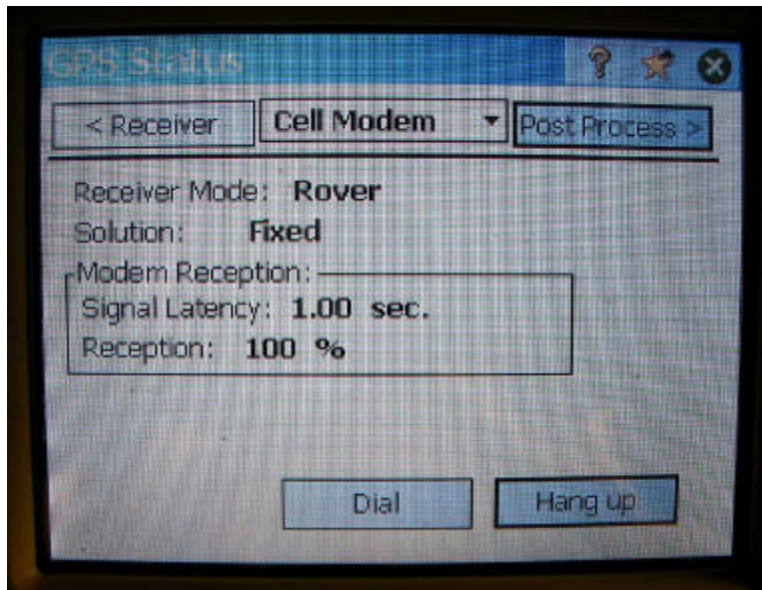 GPS Status
< Receiver Cell Modem Post Process >
Receiver Mode: Rover
Solution: Fixed
Modem Reception:
Signal Latency: 1.00 sec.
Reception: 100 %
Dial Hang up